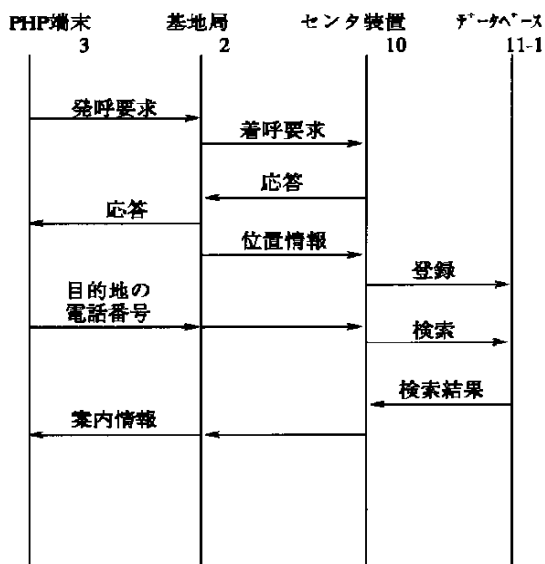 PHP端末 基地局 センタ装置 データベース
3 2 10 11-1
発呼要求
着呼要求
応答
応答
位置情報
登録
目的地の
電話番号
検索
検索結果
案内情報